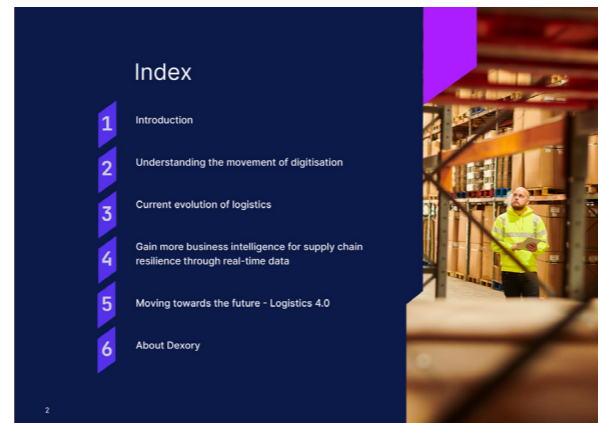 Index
1
Introduction
2
Understanding the movement of digitisation
3
Current evolution of logistics
4
Gain more business intelligence for supply chain
resilience through real-time data
5
Moving towards the future - Logistics 4.0
6
About Dexory
2